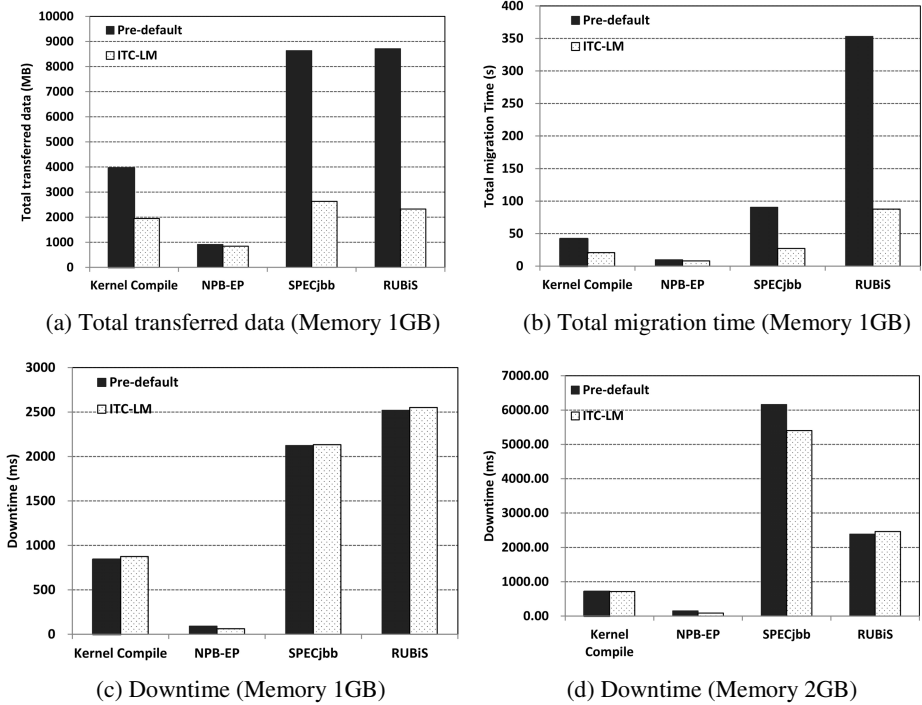 Total transferred data (MB)
10000
9000
8000
7000
6000
5000
4000
3000
2000
1000
0
Pre-default
ITC-LM
Kernel Compile NPB-EP SPECjbb RUBiS
(a) Total transferred data (Memory 1GB)
Total migration Time (s)
400
350
300
250
200
150
100
50
0
Pre-default
ITC-LM
Kernel Compile NPB-EP SPECjbb RUBiS
(b) Total migration time (Memory 1GB)
Downtime (ms)
3000
2500
2000
1500
1000
500
0
Pre-default
ITC-LM
Kernel Compile NPB-EP SPECjbb RUBiS
(c) Downtime (Memory 1GB)
Downtime (ms)
7000.00
6000.00
5000.00
4000.00
3000.00
2000.00
1000.00
0.00
Pre-default
ITC-LM
Kernel NPB-EP SPECjbb RUBiS
Compile
(d) Downtime (Memory 2GB)